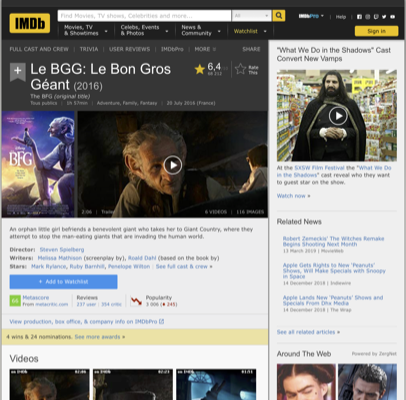 IMDb
Find Movies, TV shows, Celebrities and more...
All
IMDbPro
Help
Movies, TV & Showtimes
Celebs, Events & Photos
News & Community
Watchlist
Sign in
FULL CAST AND CREW | TRIVIA | USER REVIEWS | IMDbPro | MORE
SHARE
Le BGG: Le Bon Gros
Géant (2016)
The BFG (original title)
Tous publics | 1h 57min | Adventure, Family, Fantasy | 20 July 2016 (France)
6,4
Rate This
BFG
2:06 | Trailer
6 VIDEOS | 116 IMAGES
An orphan little girl befriends a benevolent giant who takes her to Giant Country, where they
attempt to stop the man-eating giants that are invading the human world.
Director: Steven Spielberg
Writers: Melissa Mathison (screenplay by), Roald Dahl (based on the book by)
Stars: Mark Rylance, Ruby Barnhill, Penelope Wilton | See full cast & crew »
+ Add to Watchlist
Metascore
From metacritic.com
Reviews
237 user | 354 critic
Popularity
3 006 ( 245)
View production, box office, & company info on IMDbPro
4 wins & 24 nominations. See more awards »
Videos
"What We Do in the Shadows" Cast
Convert New Vamps
At the SXSW Film Festival the "What We Do in
the Shadows" cast reveal who they want
to guest star on the show.
Watch now »
Related News
Robert Zemeckis' The Witches Remake
Begins Shooting Next Month
13 March 2019 | MovieWeb
Apple Gets Rights to New 'Peanuts'
Shows, Will Make Specials with Snoopy
in Space
14 December 2018 | Indiewire
Apple Lands New 'Peanuts' Shows and
Specials From Dhx Media
14 December 2018 | The Wrap
See all related articles »
Around The Web
Powered by ZergNet